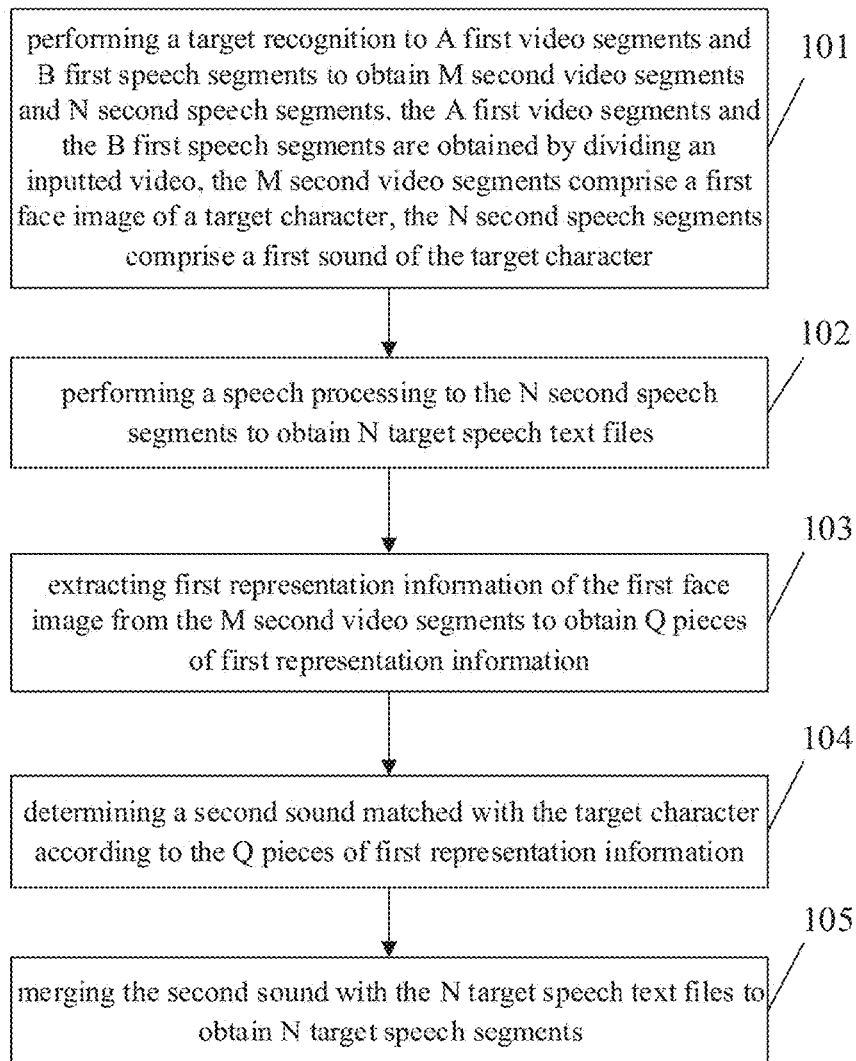 performing a target recognition to A first video segments and
B first speech segments to obtain M second video segments
and N second speech segments, the A first video segments and
the B first speech segments are obtained by dividing an
inputted video, the M second video segments comprise a first
face image of a target character, the N second speech segments
comprise a first sound of the target character
101
performing a speech processing to the N second speech
segments to obtain N target speech text files
102
extracting first representation information of the first face
image from the M second video segments to obtain Q pieces
of first representation information
103
determining a second sound matched with the target character
according to the Q pieces of first representation information
104
merging the second sound with the N target speech text files to
obtain N target speech segments
105